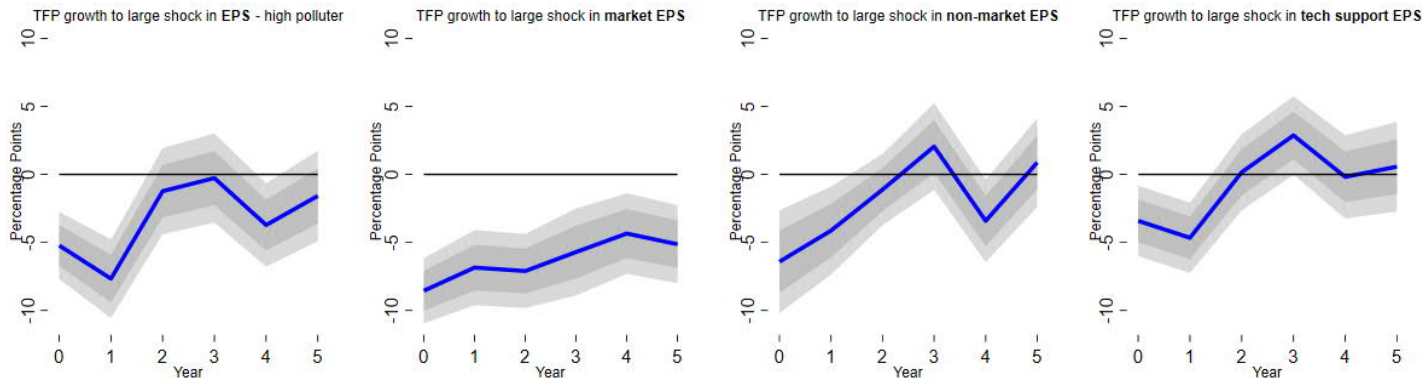 TFP growth to large shock in EPS - high polluter
Percentage Points
10
5
0
-5
-10
0 1 2 3 4 5
Year
TFP growth to large shock in market EPS
Percentage Points
10
5
0
-5
-10
0 1 2 3 4 5
Year
TFP growth to large shock in non-market EPS
Percentage Points
10
5
0
-5
-10
0 1 2 3 4 5
Year
TFP growth to large shock in tech support EPS
Percentage Points
10
5
0
-5
-10
0 1 2 3 4 5
Year